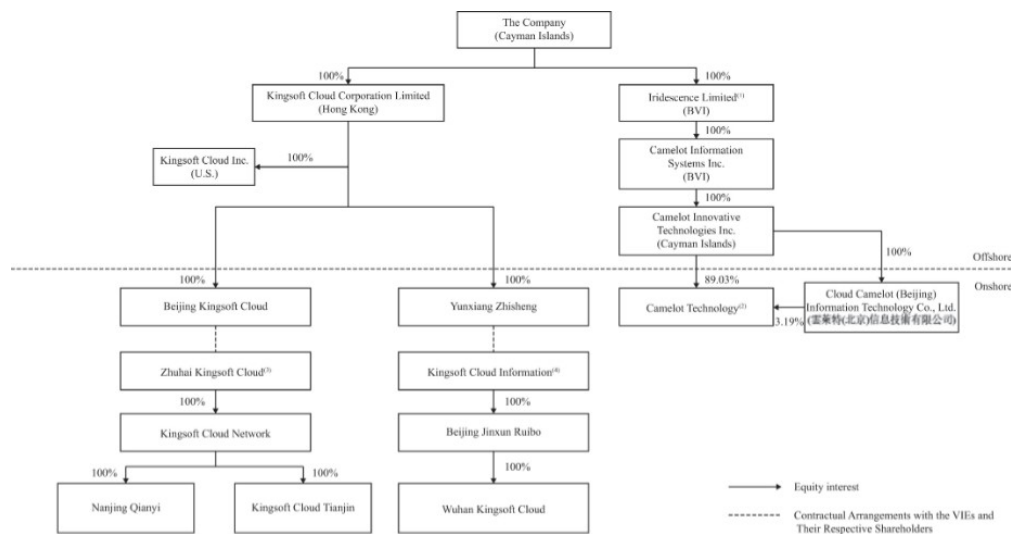 The Company
(Cayman Islands)
100%
100%
Kingsoft Cloud Corporation Limited
(Hong Kong)
Iridescence Limited(1)
(BVI)
100%
Kingsoft Cloud Inc.
(U.S.)
100%
Camelot Information
Systems Inc.
(BVI)
100%
Camelot Innovative
Technologies Inc.
(Cayman Islands)
100%
Offshore
Onshore
100%
100%
89.03%
Beijing Kingsoft Cloud
Yunxiang Zhisheng
Camelot Technology(2)
3.19%
Cloud Camelot (Beijing)
Information Technology Co., Ltd.
(雲萊特(北京)信息技術有限公司)
Zhuhai Kingsoft Cloud(3)
Kingsoft Cloud Information(4)
100%
100%
Kingsoft Cloud Network
Beijing Jinxun Ruibo
100%
100%
100%
Nanjing Qianyi
Kingsoft Cloud Tianjin
Wuhan Kingsoft Cloud
Equity interest
Contractual Arrangements with the VIEs and
Their Respective Shareholders